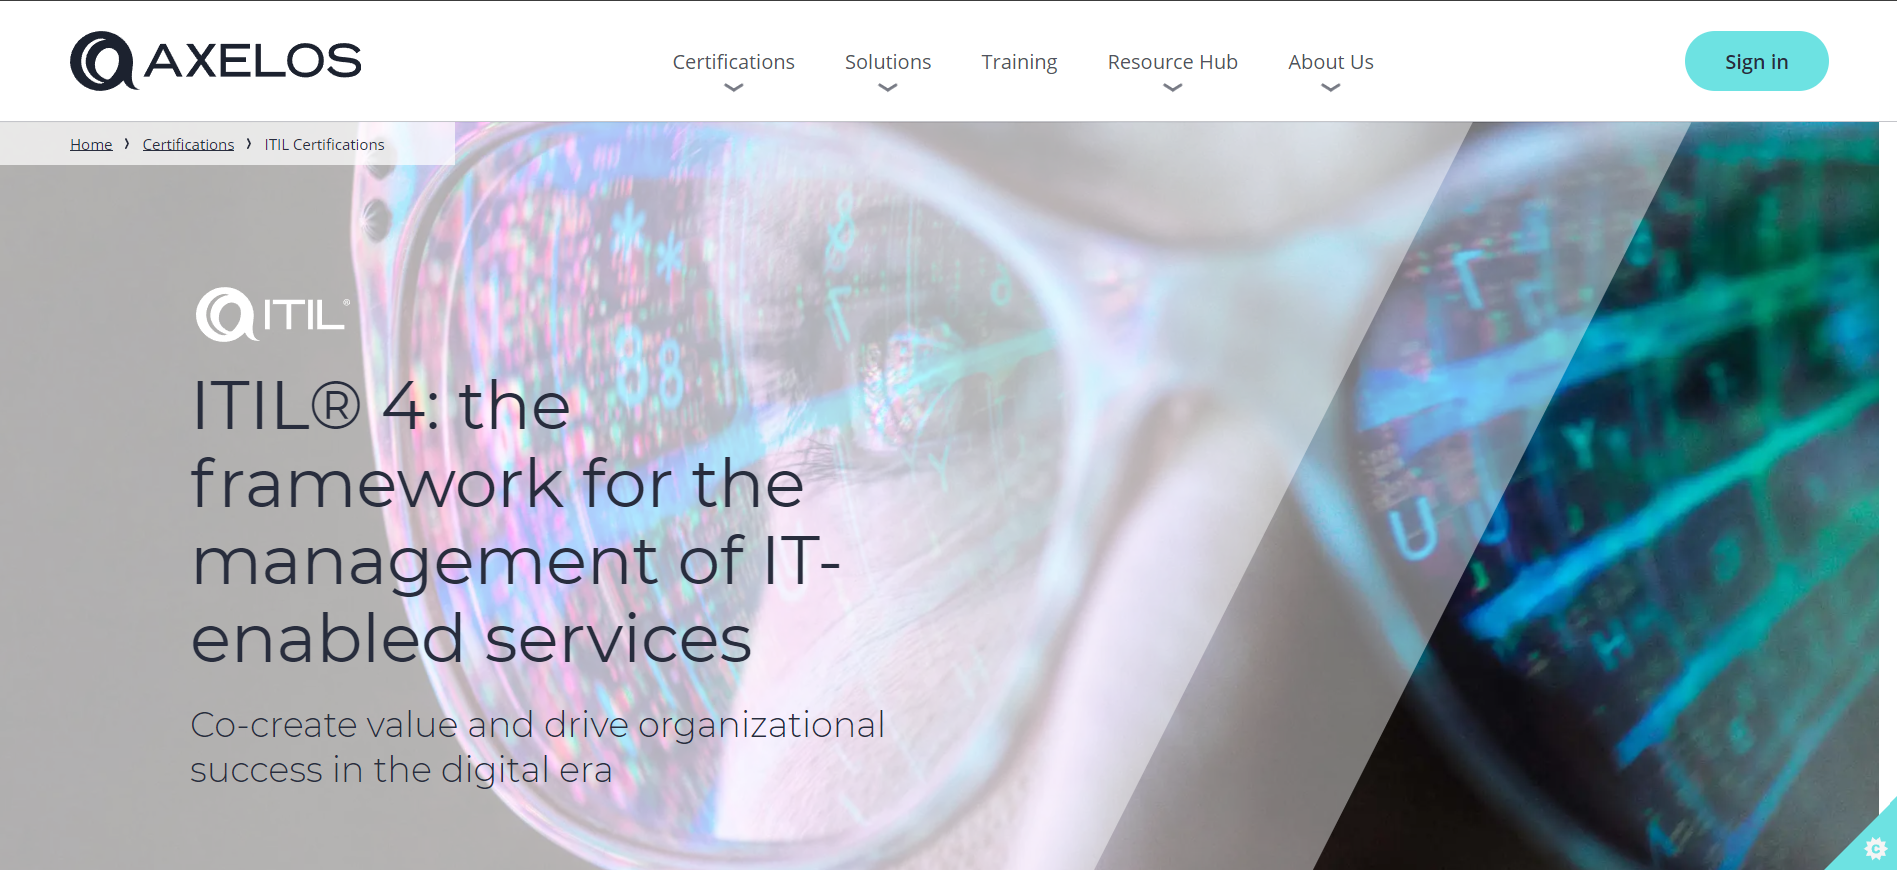 AXELOS
Certifications
Solutions
Training
Resource Hub
About Us
Sign in
Home › Certifications › ITIL Certifications
ITIL®
ITIL® 4: the
framework for the
management of IT-
enabled services
Co-create value and drive organizational
success in the digital era